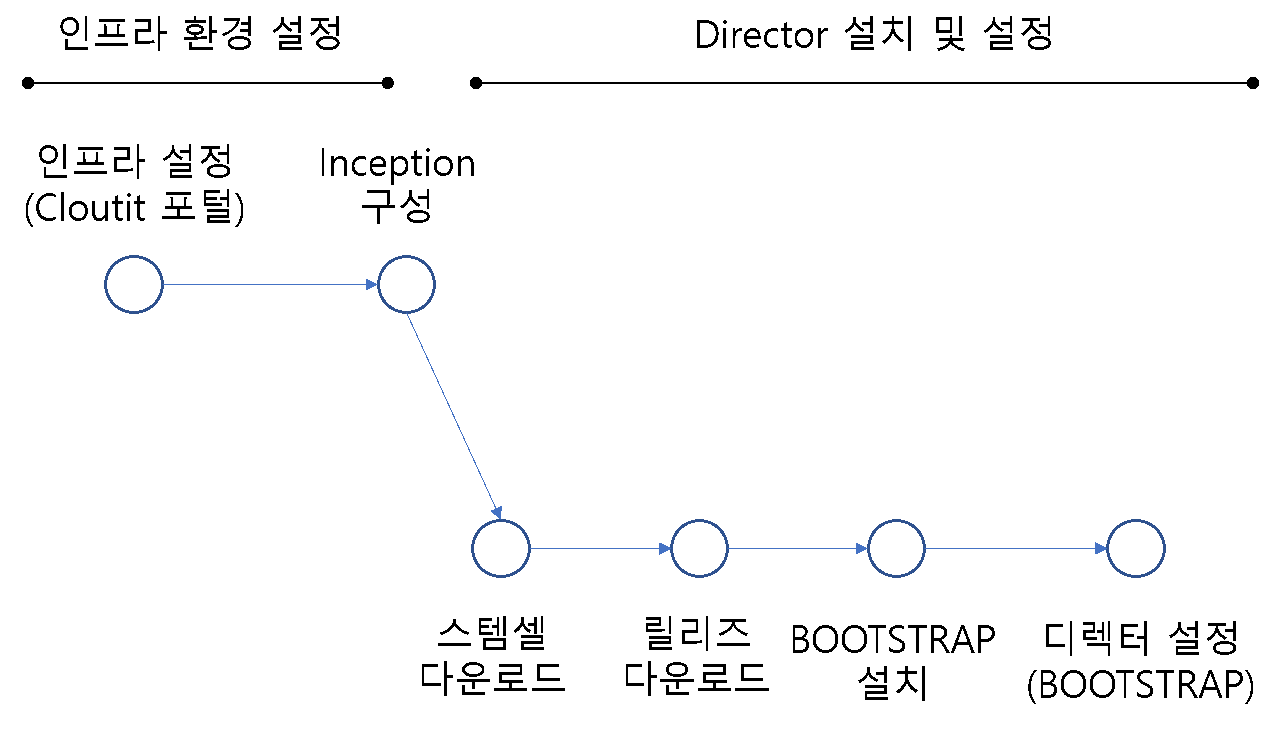 인프라 환경 설정
Director 설치 및 설정
인프라 설정
(Cloutit 포털)
Inception
구성
스템셀
다운로드
릴리즈
다운로드
BOOTSTRAP
설치
디렉터 설정
(BOOTSTRAP)